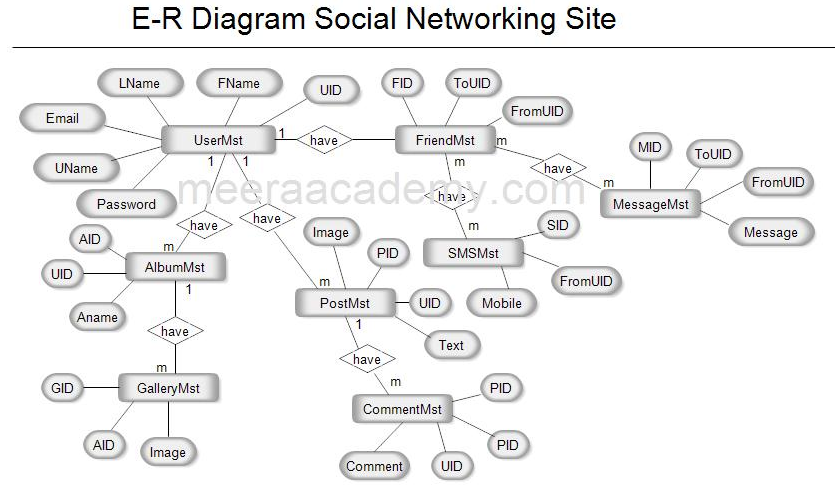 E-R Diagram Social Networking Site
LName
FName
UID
FID
ToUID
Email
FromUID
UserMst
1
have
FriendMst
m
UName
1
1
m
have
MID
ToUID
Password
meeraacademy.com
have
m
FromUID
MessageMst
have
have
Message
AID
m
Image
m
SID
UID
AlbumMst
PID
SMSMst
1
m
FromUID
Aname
PostMst
UID
Mobile
1
have
Text
have
m
m
GID
GalleryMst
PID
CommentMst
AID
Image
PID
Comment
UID